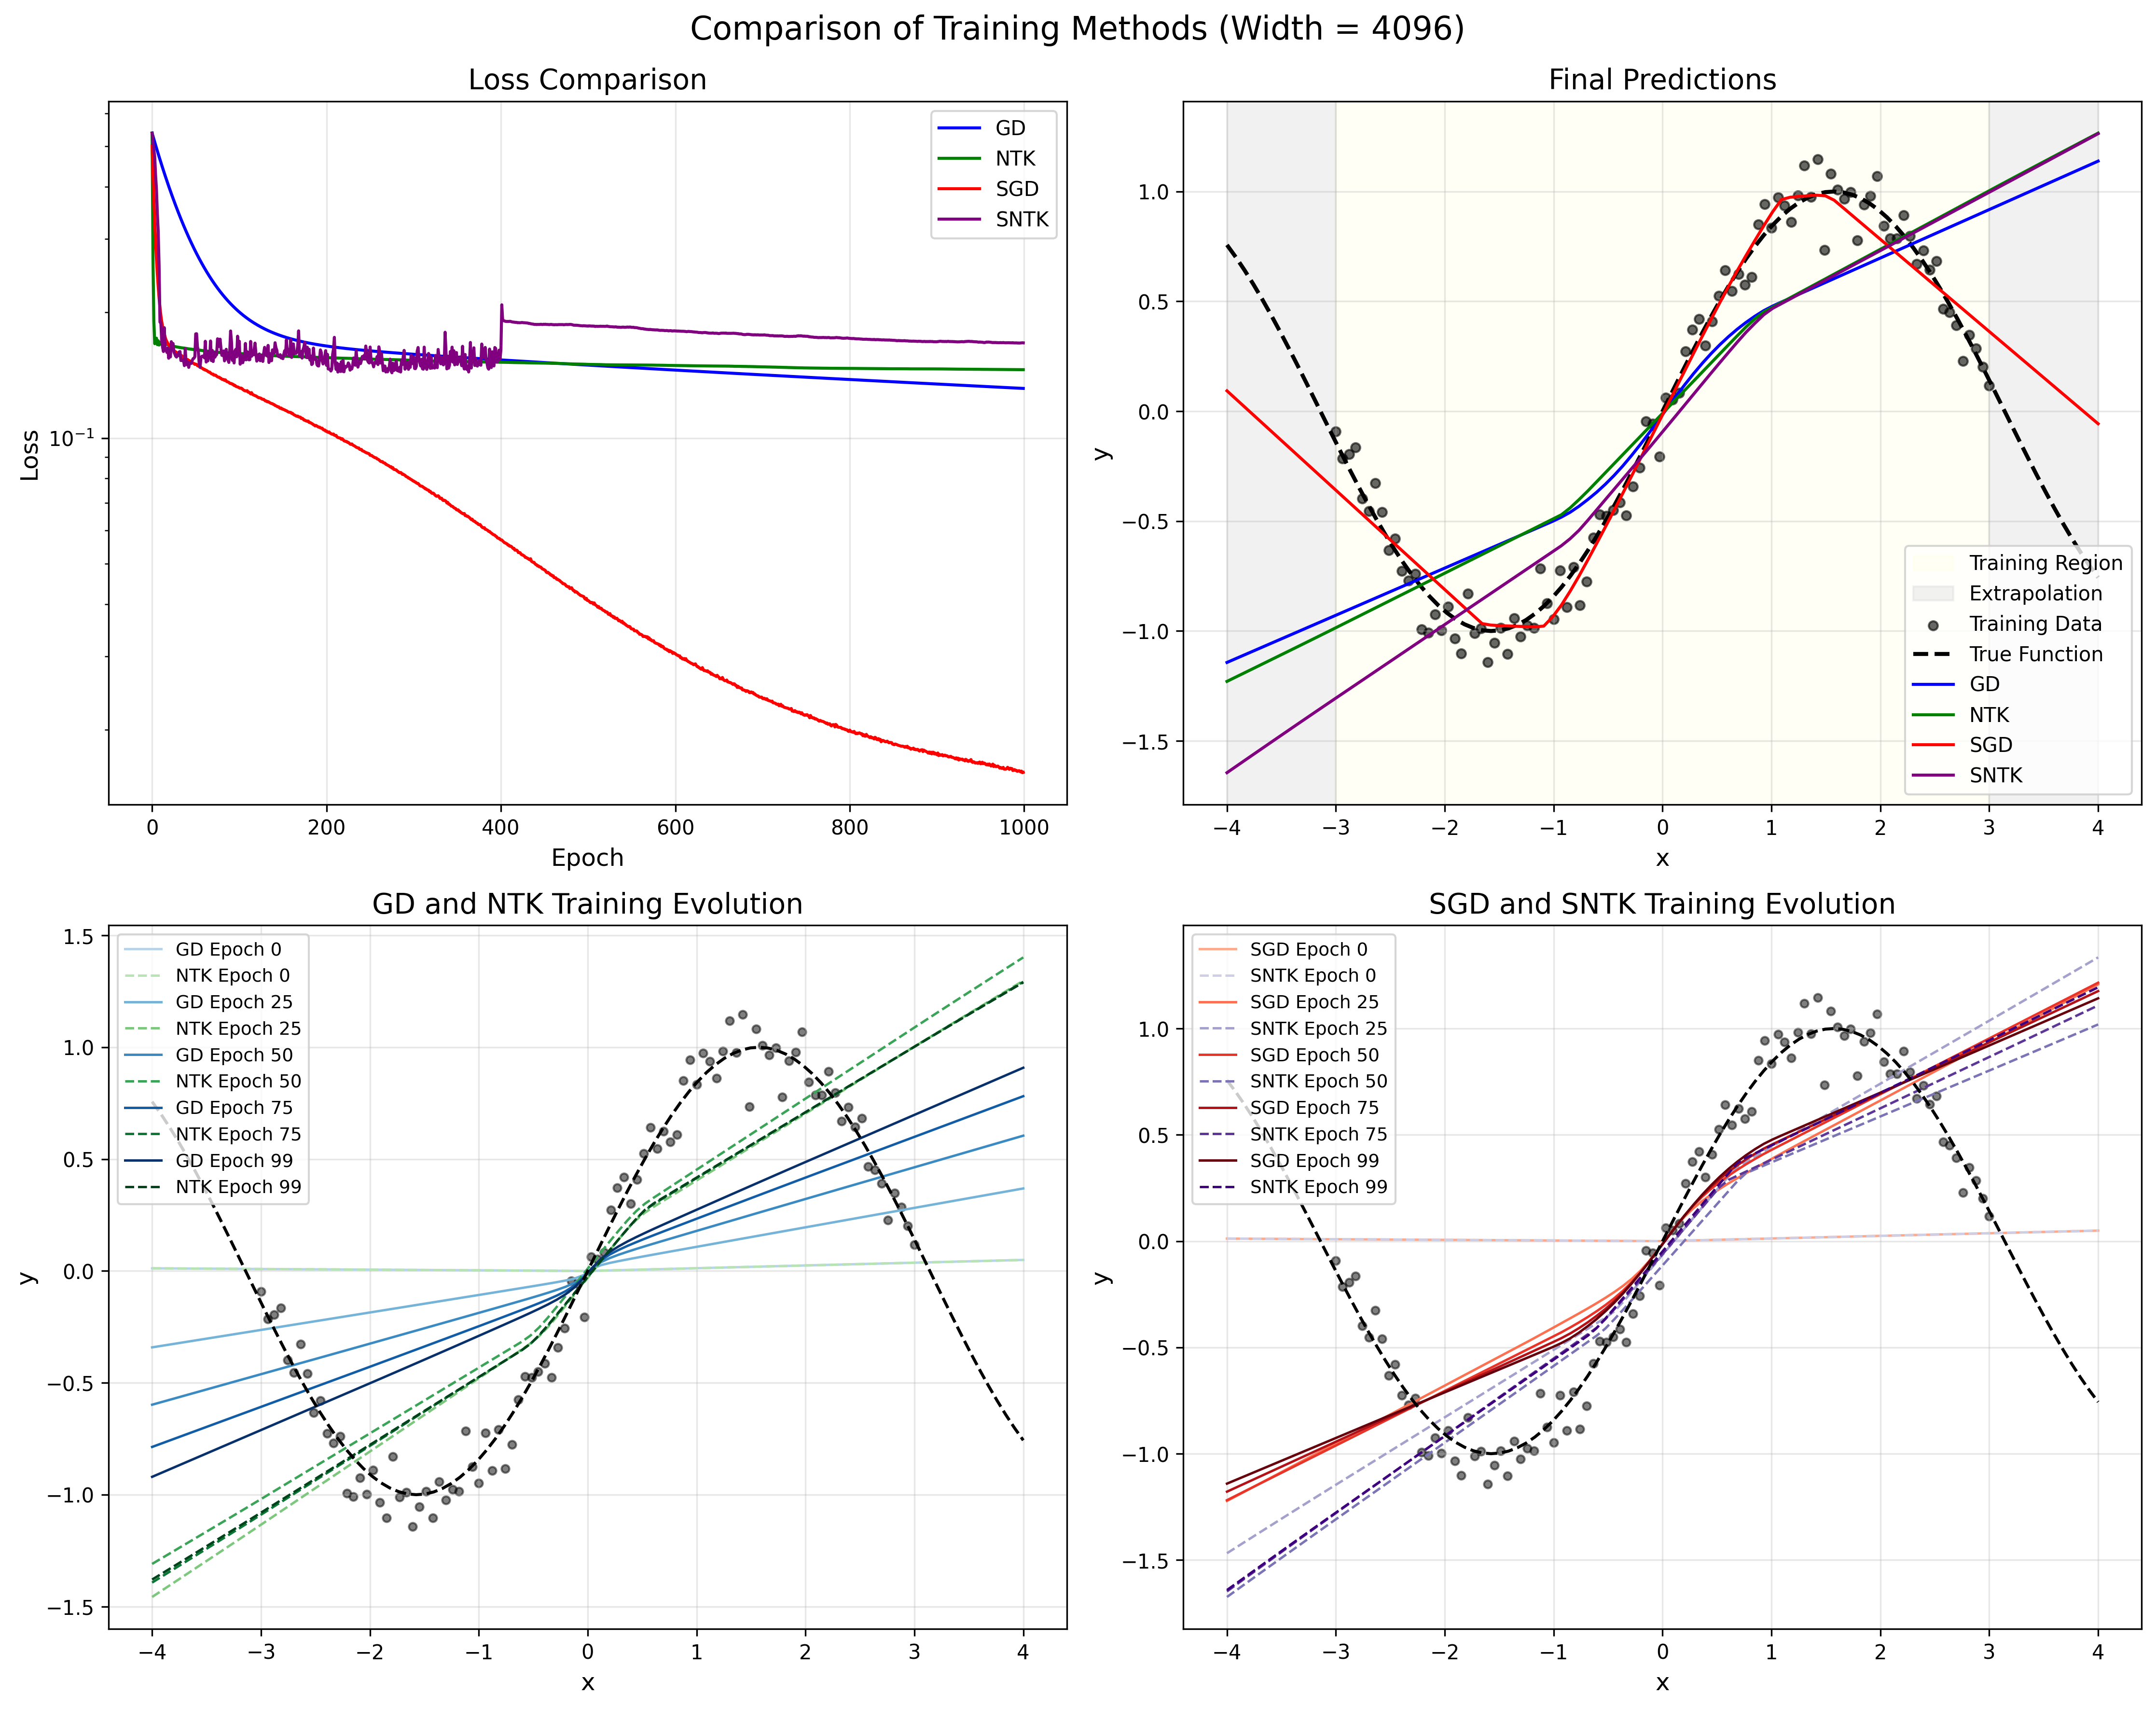 Comparison of Training Methods (Width = 4096)
Loss Comparison
GD
NTK
SGD
SNTK
10⁻¹
Loss
0 200 400 600 800 1000
Epoch
Final Predictions
1.0
0.5
0.0
−0.5
−1.0
−1.5
y
Training Region
Extrapolation
Training Data
True Function
GD
NTK
SGD
SNTK
−4 −3 −2 −1 0 1 2 3 4
x
GD and NTK Training Evolution
GD Epoch 0
NTK Epoch 0
GD Epoch 25
NTK Epoch 25
GD Epoch 50
NTK Epoch 50
GD Epoch 75
NTK Epoch 75
GD Epoch 99
NTK Epoch 99
1.5
1.0
0.5
0.0
−0.5
−1.0
−1.5
y
−4 −3 −2 −1 0 1 2 3 4
x
SGD and SNTK Training Evolution
SGD Epoch 0
SNTK Epoch 0
SGD Epoch 25
SNTK Epoch 25
SGD Epoch 50
SNTK Epoch 50
SGD Epoch 75
SNTK Epoch 75
SGD Epoch 99
SNTK Epoch 99
1.0
0.5
0.0
−0.5
−1.0
−1.5
y
−4 −3 −2 −1 0 1 2 3 4
x